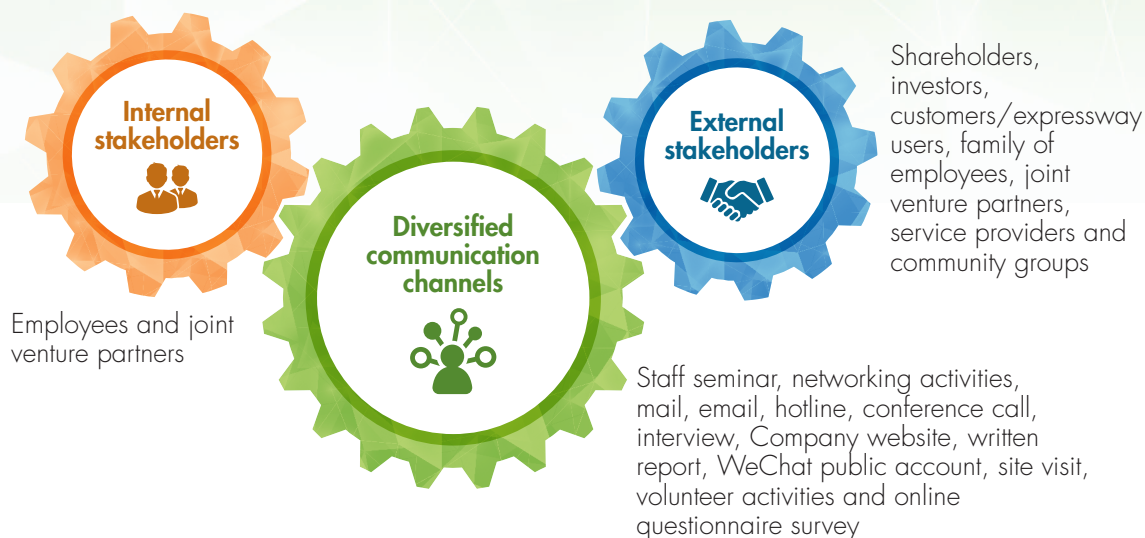 Internal
stakeholders
Employees and joint
venture partners
Diversified
communication
channels
Staff seminar, networking activities,
mail, email, hotline, conference call,
interview, Company website, written
report, WeChat public account, site visit,
volunteer activities and online
questionnaire survey
External
stakeholders
Shareholders,
investors,
customers/expressway
users, family of
employees, joint
venture partners,
service providers and
community groups